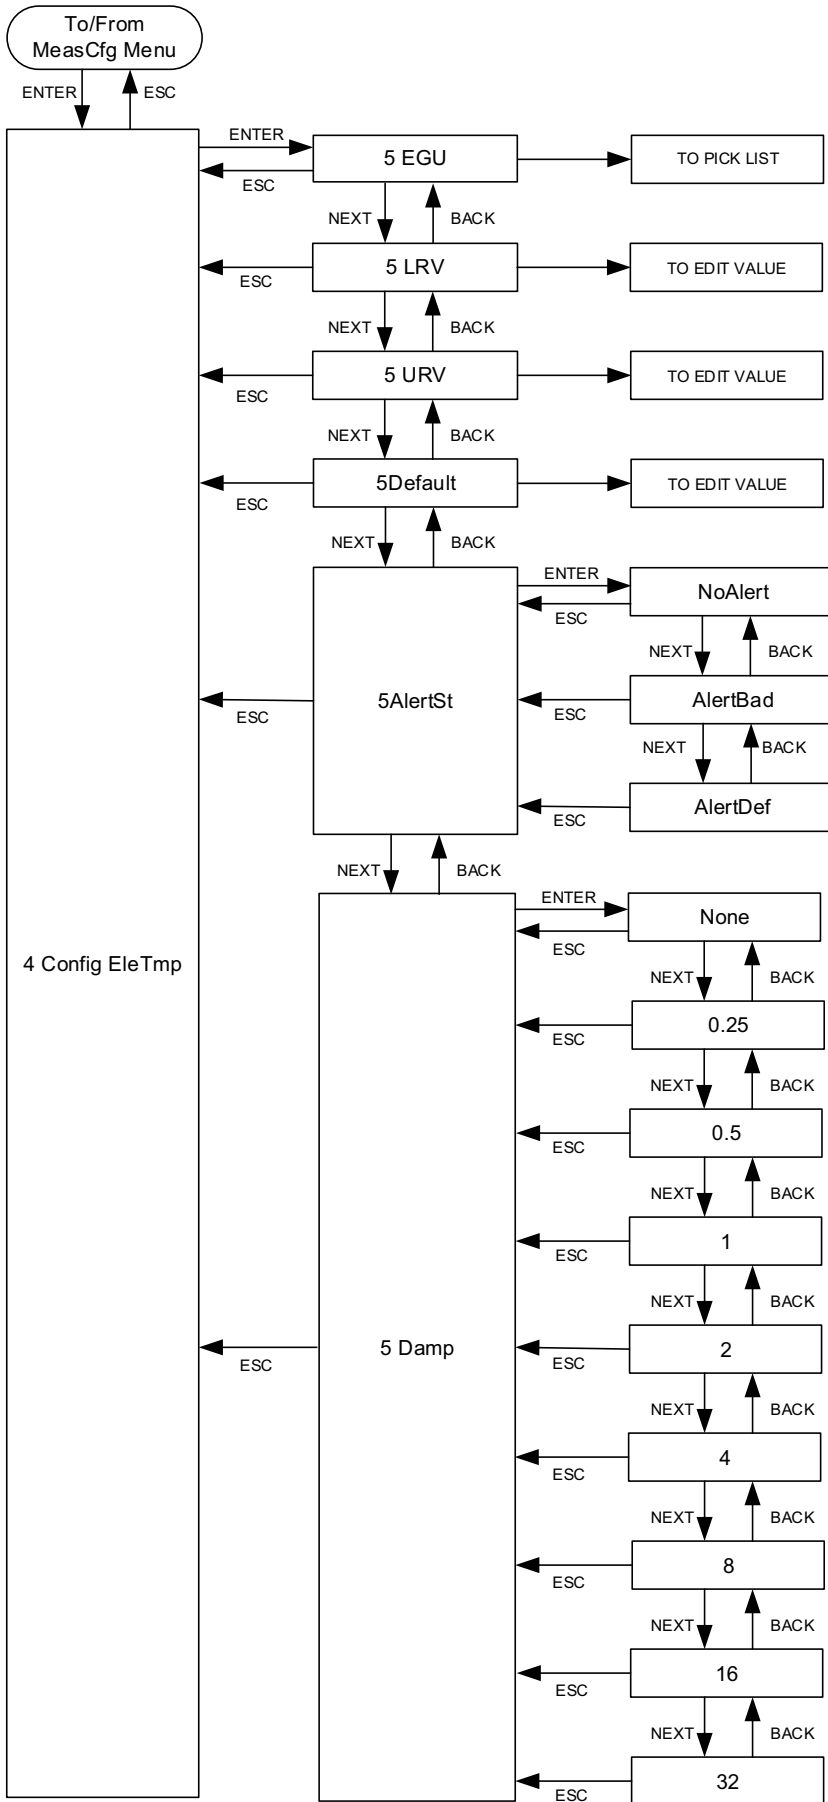 To/From
MeasCfg Menu
ENTER
ESC
ENTER
5 EGU
TO PICK LIST
ESC
NEXT
BACK
5 LRV
TO EDIT VALUE
ESC
NEXT
BACK
5 URV
TO EDIT VALUE
ESC
NEXT
BACK
5Default
TO EDIT VALUE
ESC
NEXT
BACK
ENTER
NoAlert
ESC
NEXT
BACK
5AlertSt
AlertBad
ESC
ESC
NEXT
BACK
AlertDef
ESC
NEXT
BACK
ENTER
None
ESC
4 Config EleTmp
NEXT
BACK
0.25
ESC
NEXT
BACK
0.5
ESC
NEXT
BACK
1
ESC
NEXT
BACK
5 Damp
2
ESC
ESC
NEXT
BACK
4
ESC
NEXT
BACK
8
ESC
NEXT
BACK
16
ESC
NEXT
BACK
32
ESC